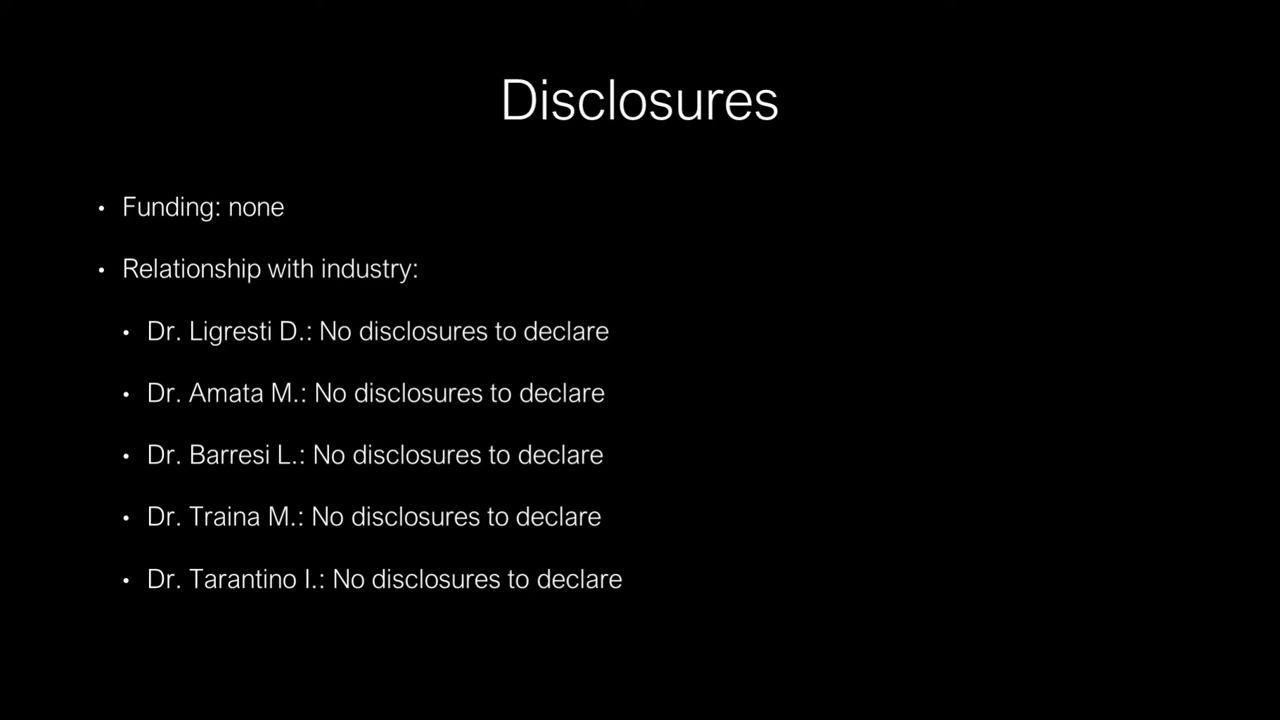 Disclosures
• Funding: none
• Relationship with industry:
• Dr. Ligresti D.: No disclosures to declare
• Dr. Amata M.: No disclosures to declare
• Dr. Barresi L.: No disclosures to declare
• Dr. Traina M.: No disclosures to declare
• Dr. Tarantino I.: No disclosures to declare